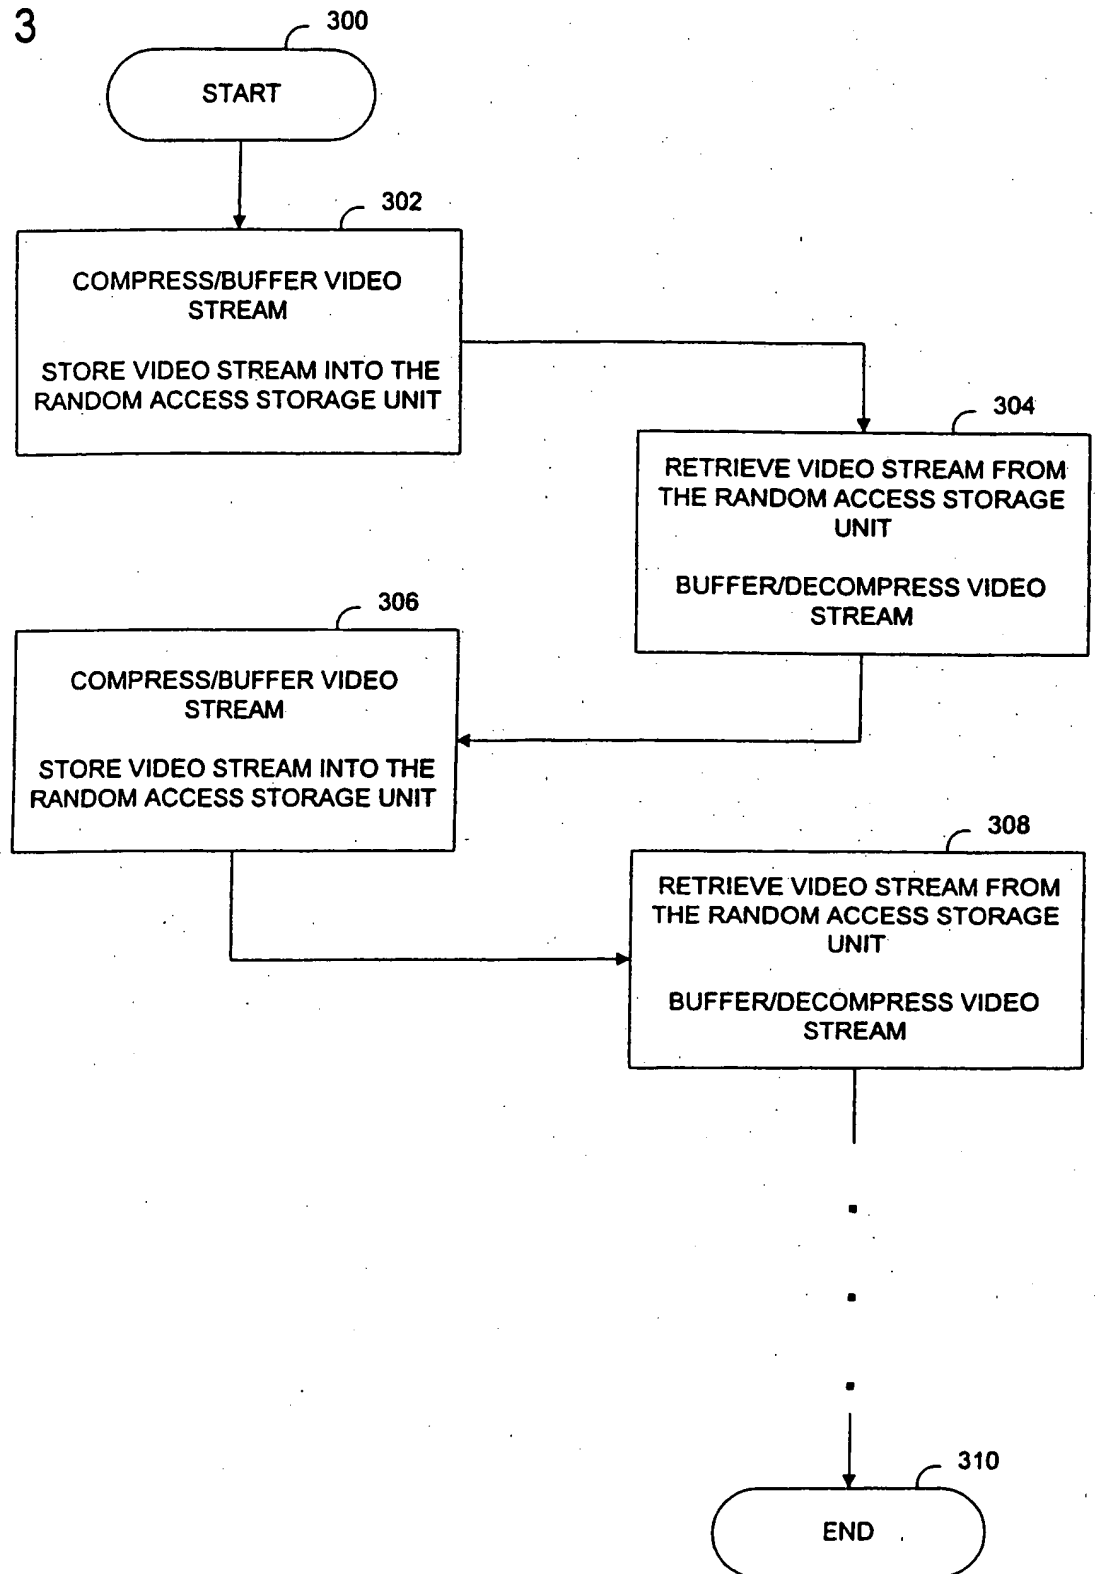 3
300
START
302
COMPRESS/BUFFER VIDEO
STREAM
STORE VIDEO STREAM INTO THE
RANDOM ACCESS STORAGE UNIT
304
RETRIEVE VIDEO STREAM FROM
THE RANDOM ACCESS STORAGE
UNIT
BUFFER/DECOMPRESS VIDEO
STREAM
306
COMPRESS/BUFFER VIDEO
STREAM
STORE VIDEO STREAM INTO THE
RANDOM ACCESS STORAGE UNIT
308
RETRIEVE VIDEO STREAM FROM
THE RANDOM ACCESS STORAGE
UNIT
BUFFER/DECOMPRESS VIDEO
STREAM
310
END